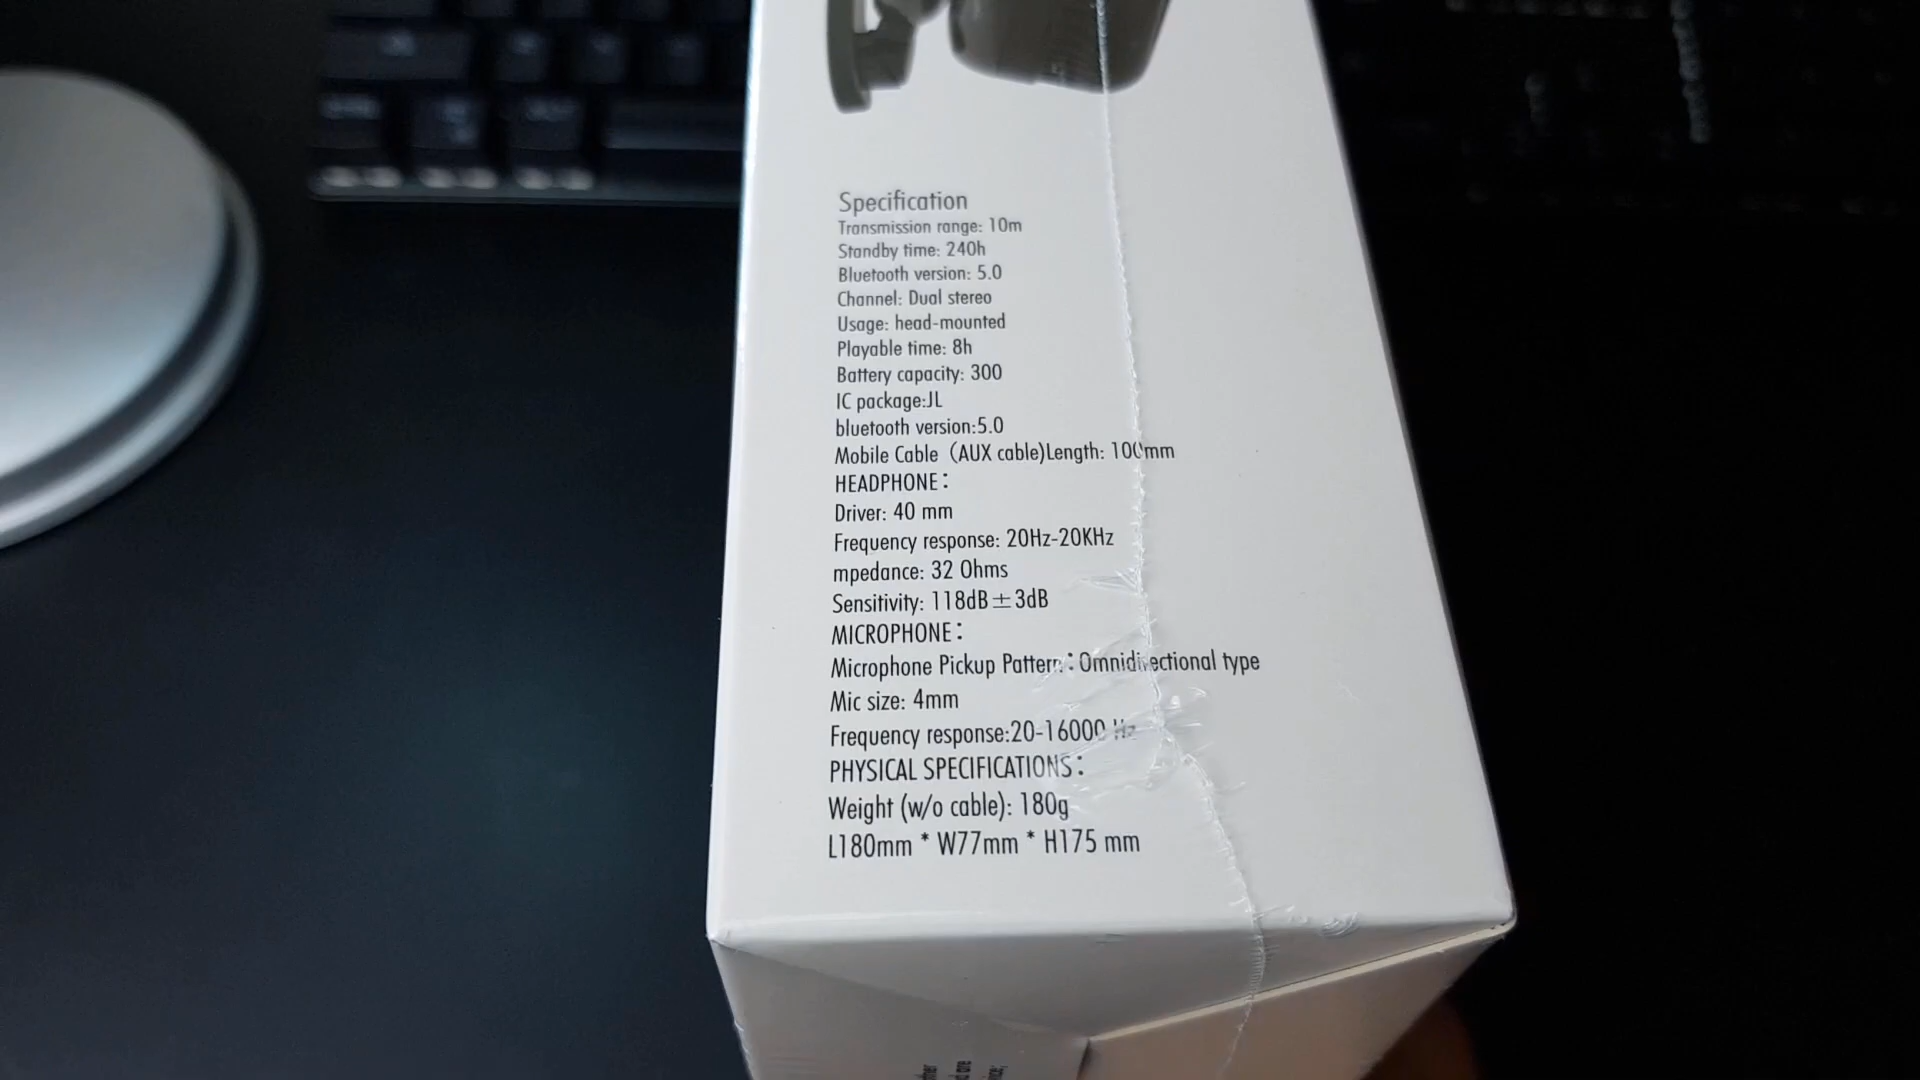 Specification
Transmission range: 10m
Standby time: 240h
Bluetooth version: 5.0
Channel: Dual stereo
Usage: head-mounted
Playable time: 8h
Battery capacity: 300
IC package:JL
bluetooth version:5.0
Mobile Cable（AUX cable)Length: 100mm
HEADPHONE：
Driver: 40 mm
Frequency response: 20Hz-20KHz
mpedance: 32 Ohms
Sensitivity: 118dB±3dB
MICROPHONE：
Microphone Pickup Pattern：Omnidirectional type
Mic size: 4mm
Frequency response:20-16000 Hz
PHYSICAL SPECIFICATIONS：
Weight (w/o cable): 180g
L180mm * W77mm * H175 mm